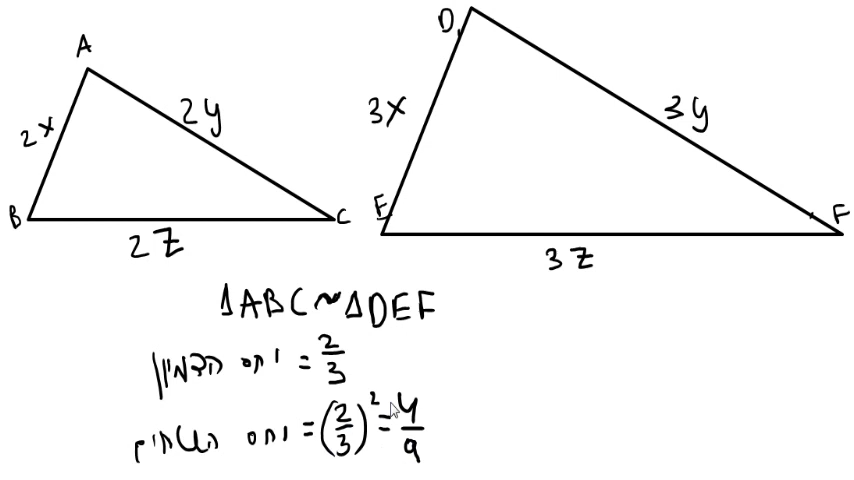 A
D
2x
2y
3x
3y
B
C
E
F
2z
3z
ΔABC~ΔDEF
יחס הדמיון = 2/3
יחס השטחים = (2/3)² = 4/9